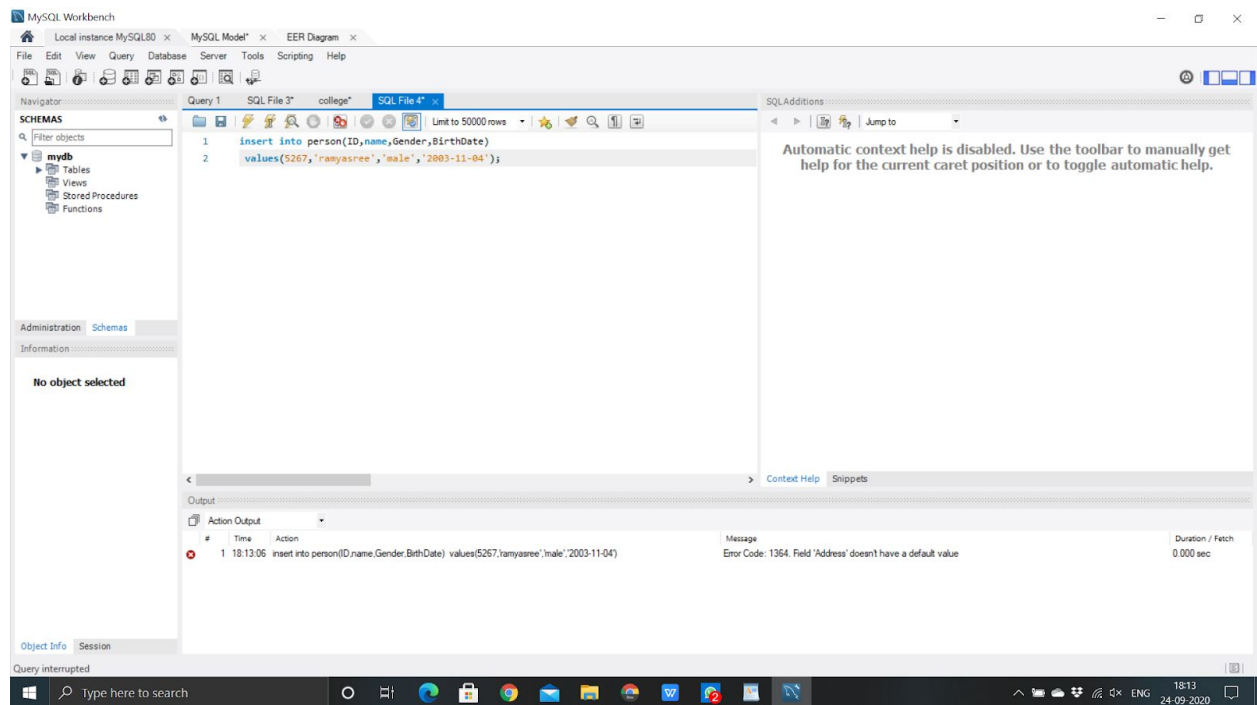 MySQL Workbench
Local instance MySQL80 × MySQL Model* × EER Diagram ×
File Edit View Query Database Server Tools Scripting Help
Navigator
SCHEMAS
Filter objects
mydb
Tables
Views
Stored Procedures
Functions
Administration Schemas
Information
No object selected
Object Info Session
Query 1 SQL File 3* college* SQL File 4* ×
Limit to 50000 rows
1 insert into person(ID,name,Gender,BirthDate)
2 values(5267,'ramyasree','male','2003-11-04');
SQLAdditions
Jump to
Automatic context help is disabled. Use the toolbar to manually get
help for the current caret position or to toggle automatic help.
Context Help Snippets
Output
Action Output
# Time Action Message Duration / Fetch
1 18:13:06 insert into person(ID,name,Gender,BirthDate) values(5267,'ramyasree','male','2003-11-04') Error Code: 1364. Field 'Address' doesn't have a default value 0.000 sec
Query interrupted
Type here to search
ENG
18:13
24-09-2020